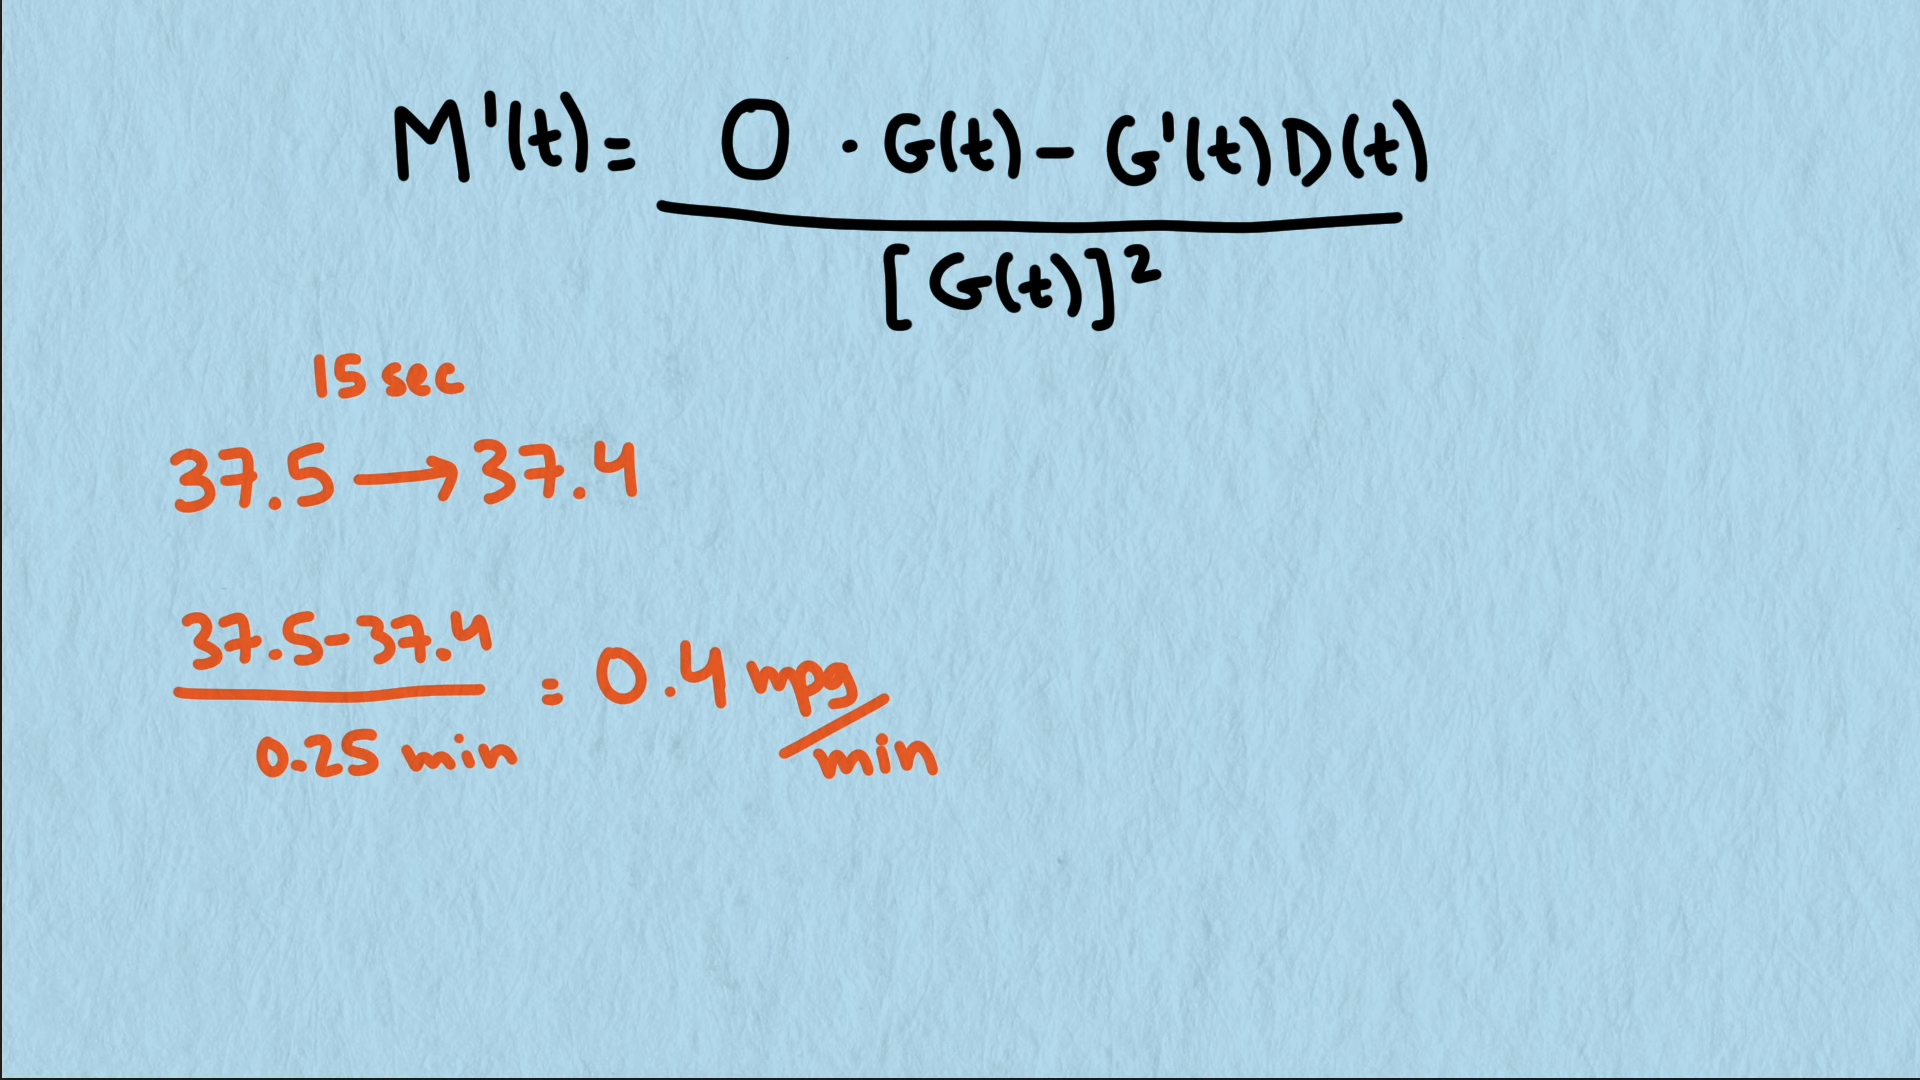 M'(t) = 0 · G(t) - G'(t) D(t)
[G(t)]²
15 sec
37.5 → 37.4
37.5-37.4
= 0.4 mpg/min
0.25 min